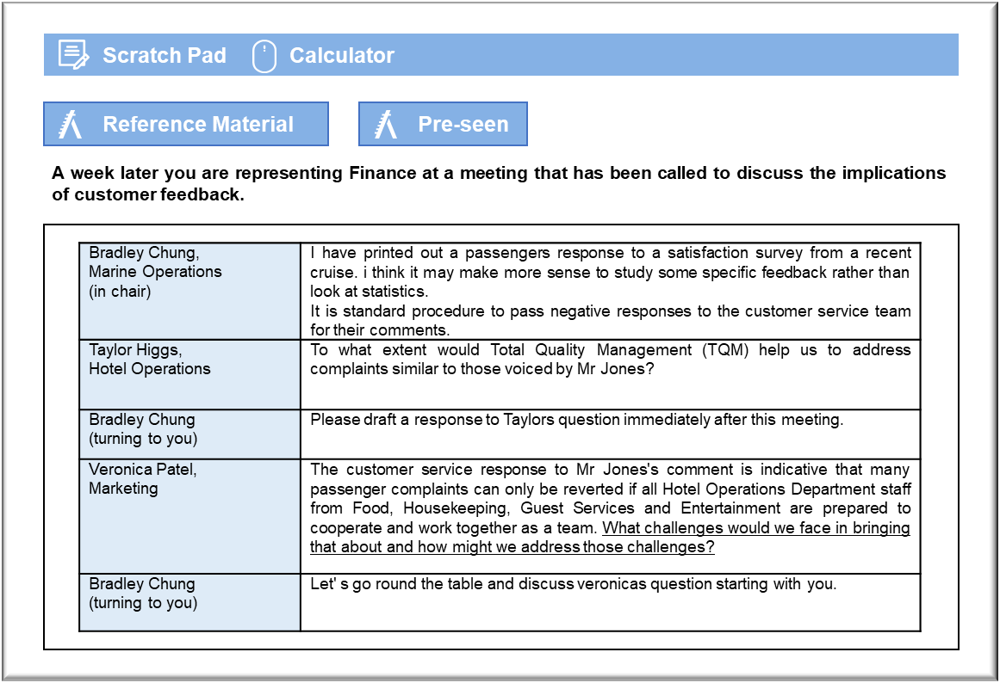 Scratch Pad
Calculator
Reference Material
Pre-seen
A week later you are representing Finance at a meeting that has been called to discuss the implications
of customer feedback.
Bradley Chung,
Marine Operations
(in chair)
I have printed out a passengers response to a satisfaction survey from a recent
cruise. i think it may make more sense to study some specific feedback rather than
look at statistics.
It is standard procedure to pass negative responses to the customer service team
for their comments.
Taylor Higgs,
Hotel Operations
To what extent would Total Quality Management (TQM) help us to address
complaints similar to those voiced by Mr Jones?
Bradley Chung
(turning to you)
Please draft a response to Taylors question immediately after this meeting.
Veronica Patel,
Marketing
The customer service response to Mr Jones's comment is indicative that many
passenger complaints can only be reverted if all Hotel Operations Department staff
from Food, Housekeeping, Guest Services and Entertainment are prepared to
cooperate and work together as a team. What challenges would we face in bringing
that about and how might we address those challenges?
Bradley Chung
(turning to you)
Let' s go round the table and discuss veronicas question starting with you.